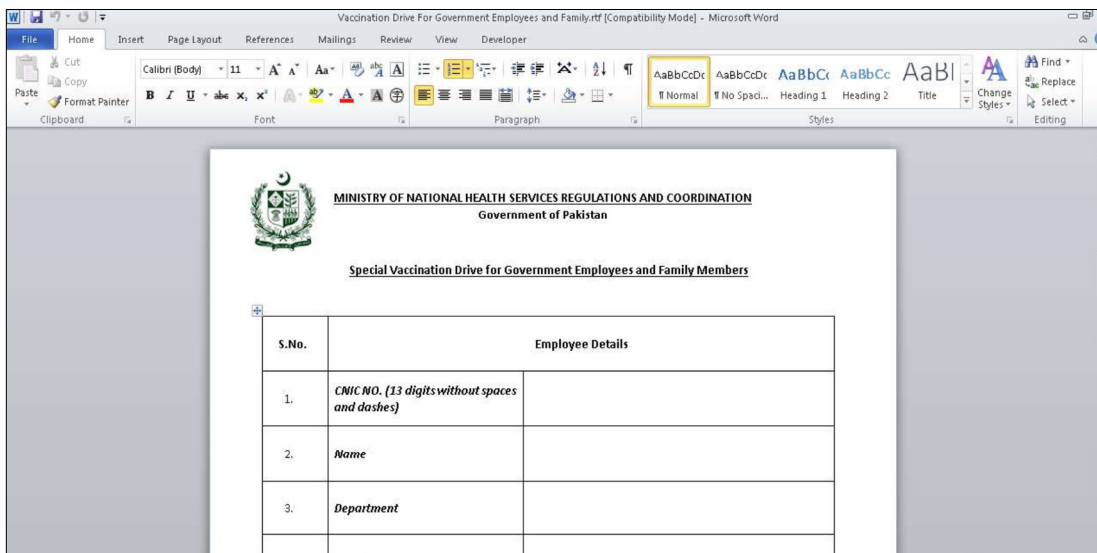 Vaccination Drive For Government Employees and Family.rtf [Compatibility Mode] - Microsoft Word
File Home Insert Page Layout References Mailings Review View Developer
Paste
Cut
Copy
Format Painter
Clipboard
Calibri (Body) 11
Font
Paragraph
AaBbCcDc AaBbCcDc AaBbCc AaBbCc AaBl
¶ Normal ¶ No Spaci... Heading 1 Heading 2 Title
Change Styles
Styles
Find
Replace
Select
Editing
MINISTRY OF NATIONAL HEALTH SERVICES REGULATIONS AND COORDINATION
Government of Pakistan
Special Vaccination Drive for Government Employees and Family Members
S.No. Employee Details
1. CNIC NO. (13 digits without spaces
and dashes)
2. Name
3. Department